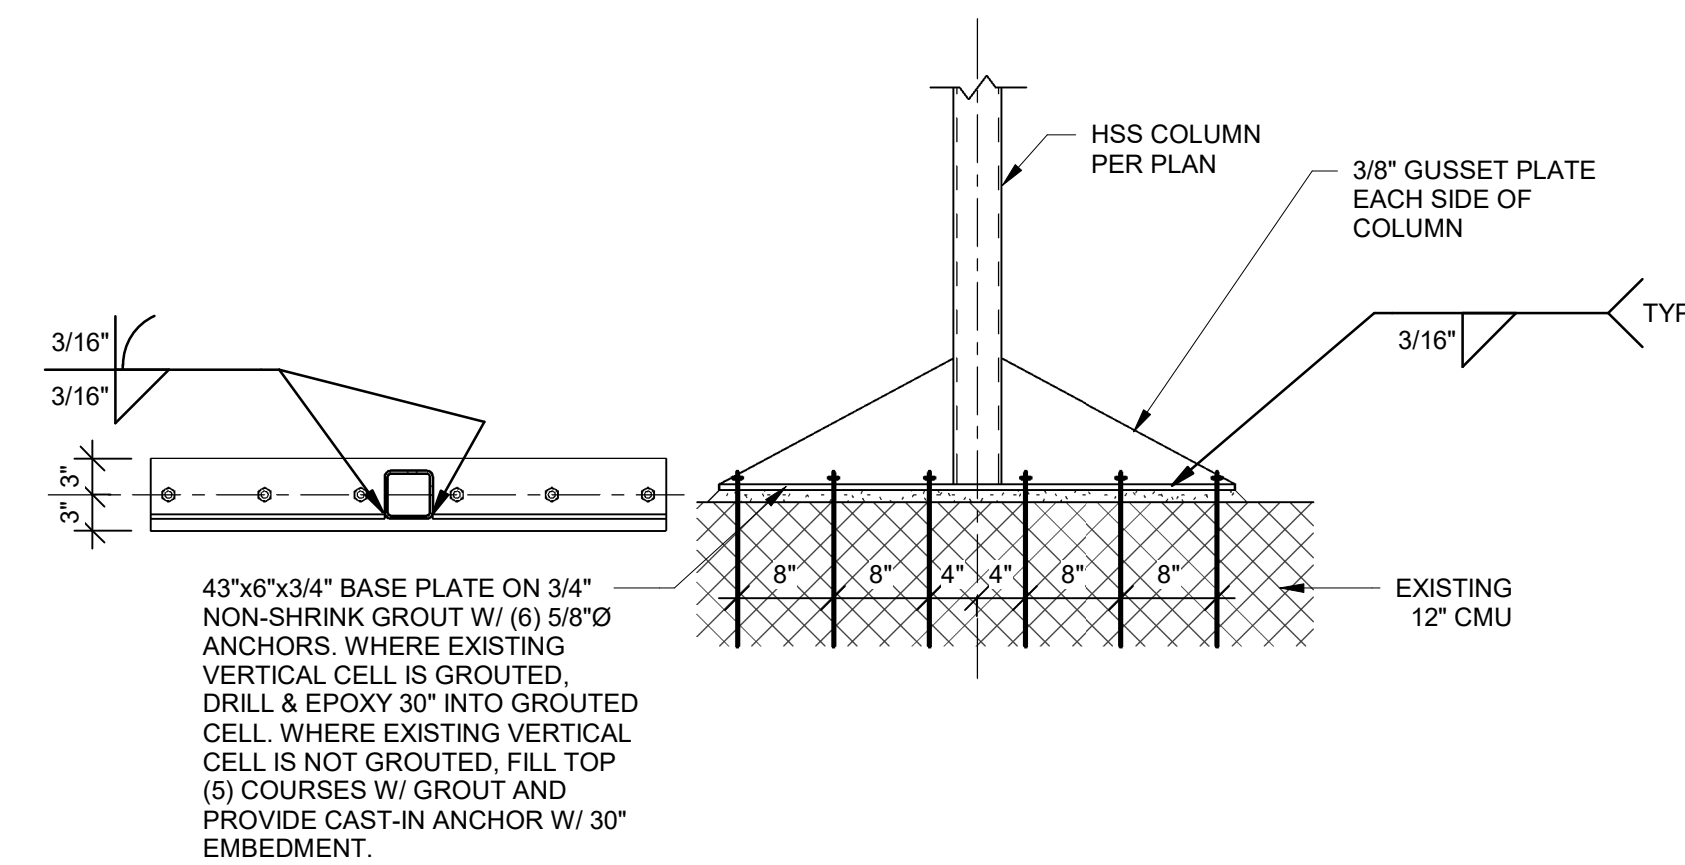 HSS COLUMN
PER PLAN
3/8" GUSSET PLATE
EACH SIDE OF
COLUMN
3/16"
TYP
3/16"
3/16"
3"
3"
8"
8"
4"
4"
8"
8"
43"x6"x3/4" BASE PLATE ON 3/4"
NON-SHRINK GROUT W/ (6) 5/8"Ø
ANCHORS. WHERE EXISTING
VERTICAL CELL IS GROUTED,
DRILL & EPOXY 30" INTO GROUTED
CELL. WHERE EXISTING VERTICAL
CELL IS NOT GROUTED, FILL TOP
(5) COURSES W/ GROUT AND
PROVIDE CAST-IN ANCHOR W/ 30"
EMBEDMENT.
EXISTING
12" CMU